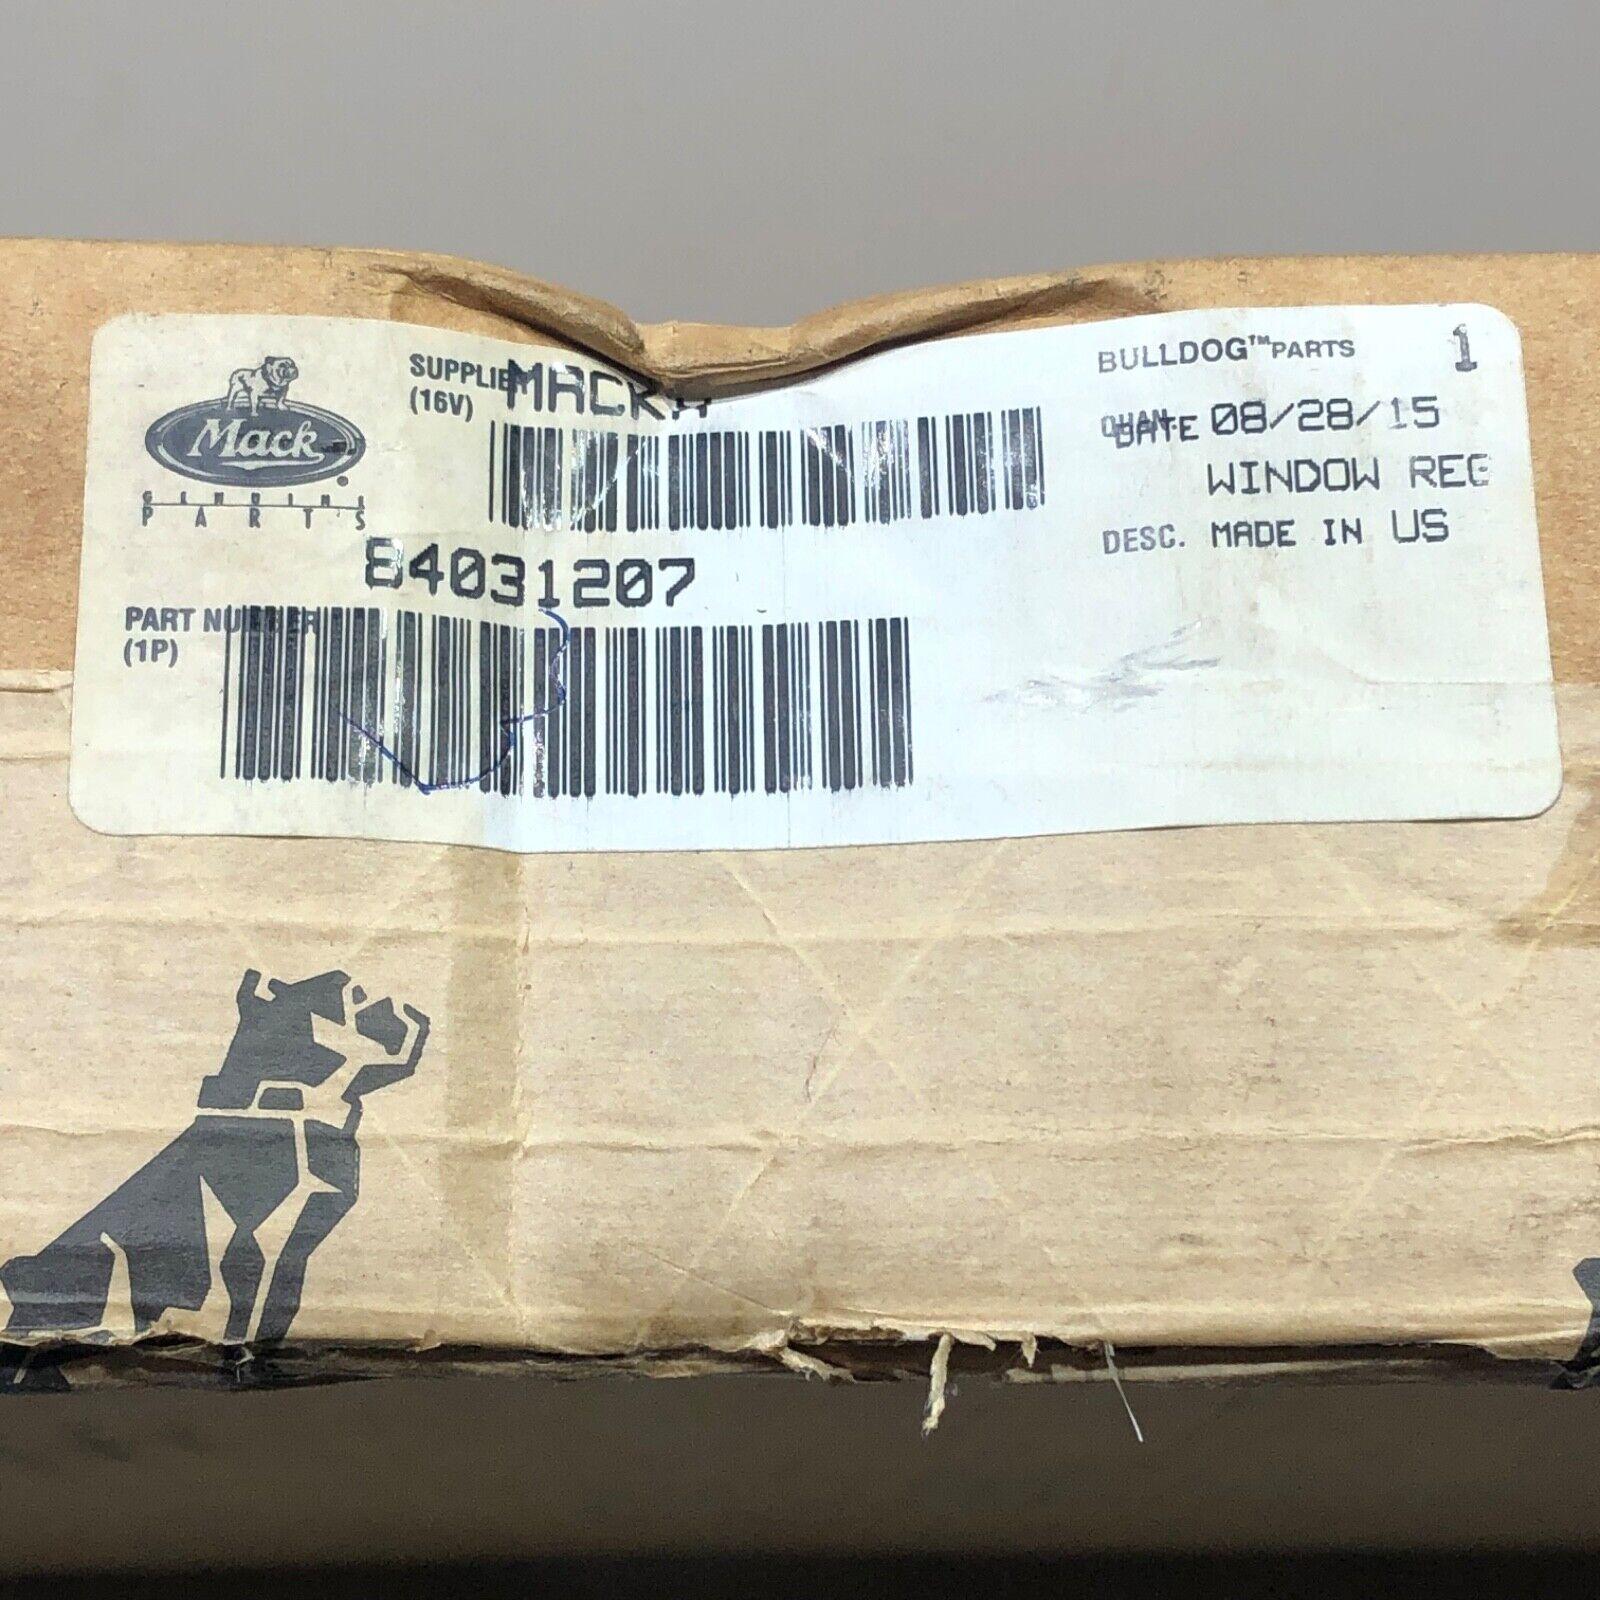 Mack
GENUINE
PARTS
SUPPLIER MACKX
(16V)
84031207
PART NUMBER
(1P)
BULLDOG™ PARTS 1
QUAN.
DATE 08/28/15
WINDOW REG
DESC. MADE IN US